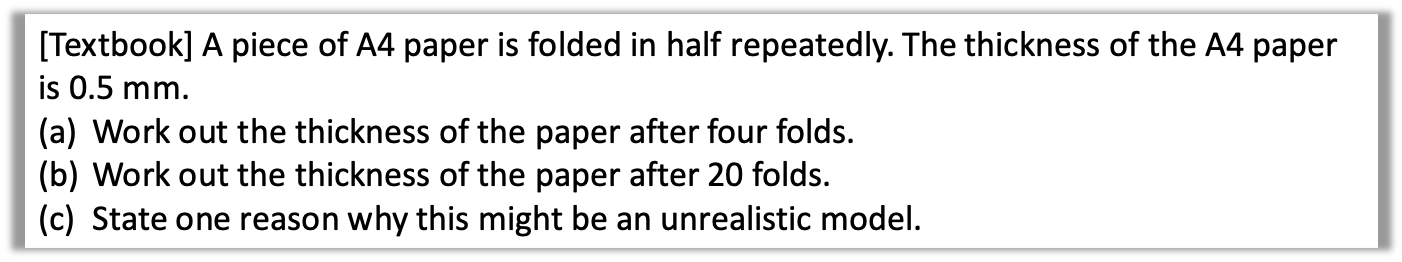 [Textbook] A piece of A4 paper is folded in half repeatedly. The thickness of the A4 paper
is 0.5 mm.
(a) Work out the thickness of the paper after four folds.
(b) Work out the thickness of the paper after 20 folds.
(c) State one reason why this might be an unrealistic model.